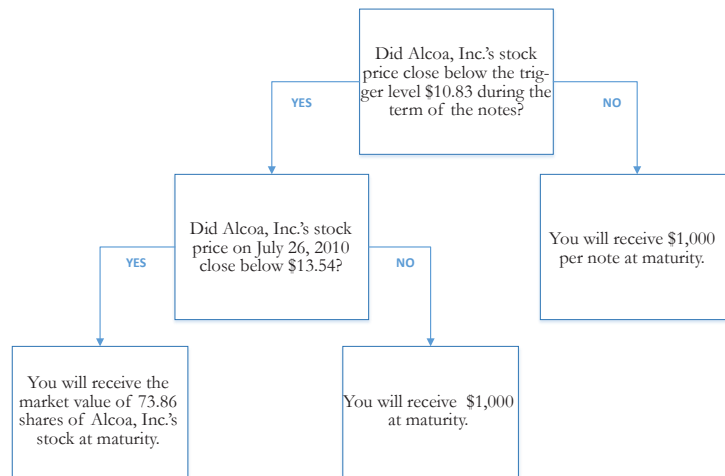 Did Alcoa, Inc.'s stock
price close below the trig-
ger level $10.83 during the
term of the notes?
YES
NO
Did Alcoa, Inc.'s stock
price on July 26, 2010
close below $13.54?
You will receive $1,000
per note at maturity.
YES
NO
You will receive the
market value of 73.86
shares of Alcoa, Inc.'s
stock at maturity.
You will receive $1,000
at maturity.